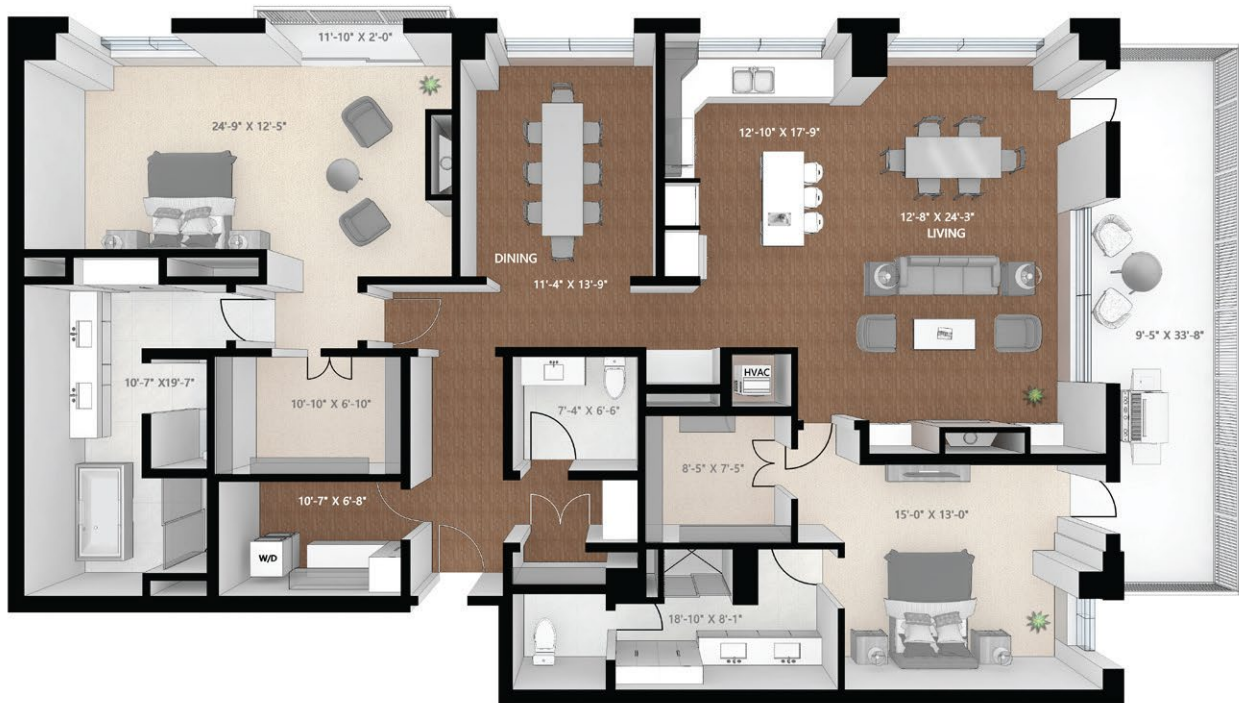 11'-10" X 2'-0"
24'-9" X 12'-5"
12'-10" X 17'-9"
12'-8" X 24'-3"
LIVING
DINING
11'-4" X 13'-9"
9'-5" X 33'-8"
HVAC
10'-7" X19'-7"
10'-10" X 6'-10"
7'-4" X 6'-6"
8'-5" X 7'-5"
10'-7" X 6'-8"
15'-0" X 13'-0"
W/D
18'-10" X 8'-1"